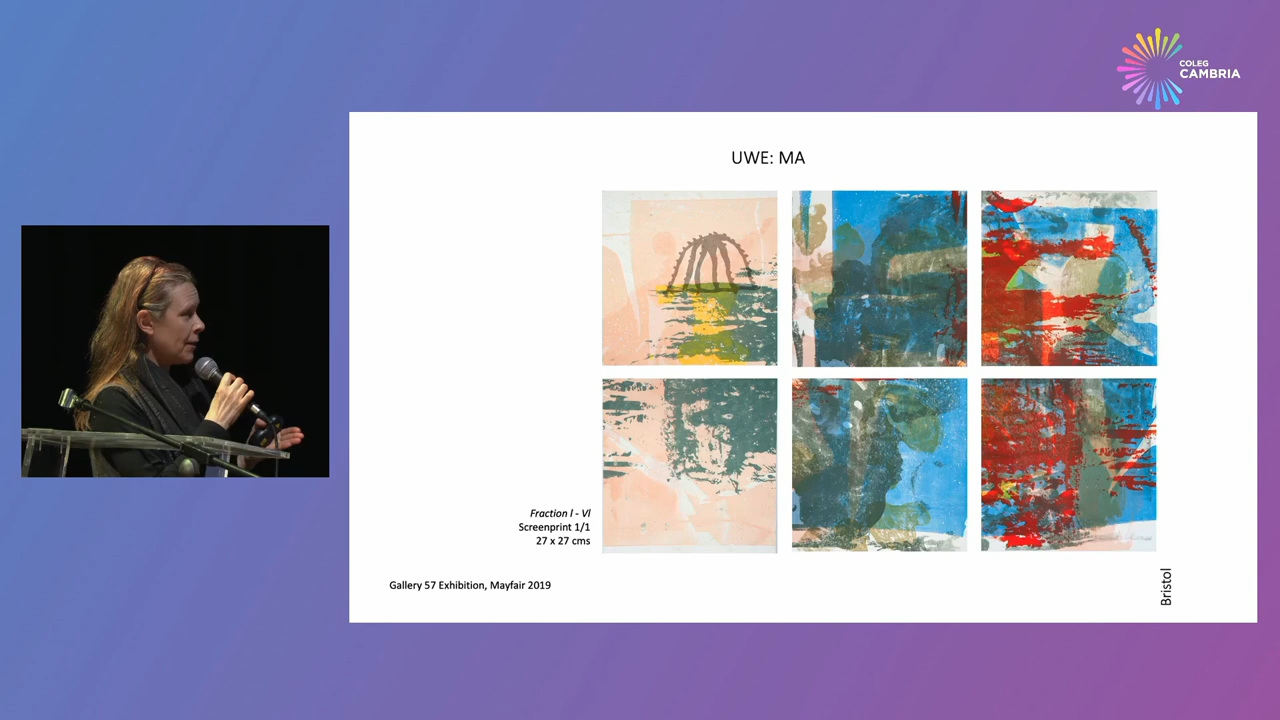 COLEG
CAMBRIA
UWE: MA
Fraction I - VI
Screenprint 1/1
27 x 27 cms
Gallery 57 Exhibition, Mayfair 2019
Bristol